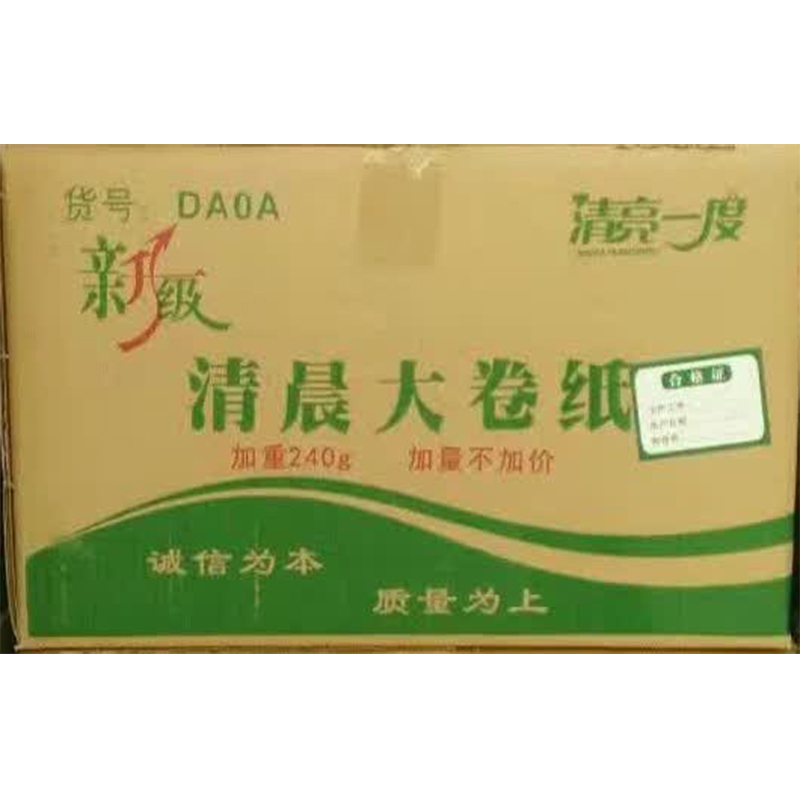 货号 DA0A
清亮一度
新升级
清晨大卷纸
合格证
加重240g 加量不加价
诚信为本
质量为上